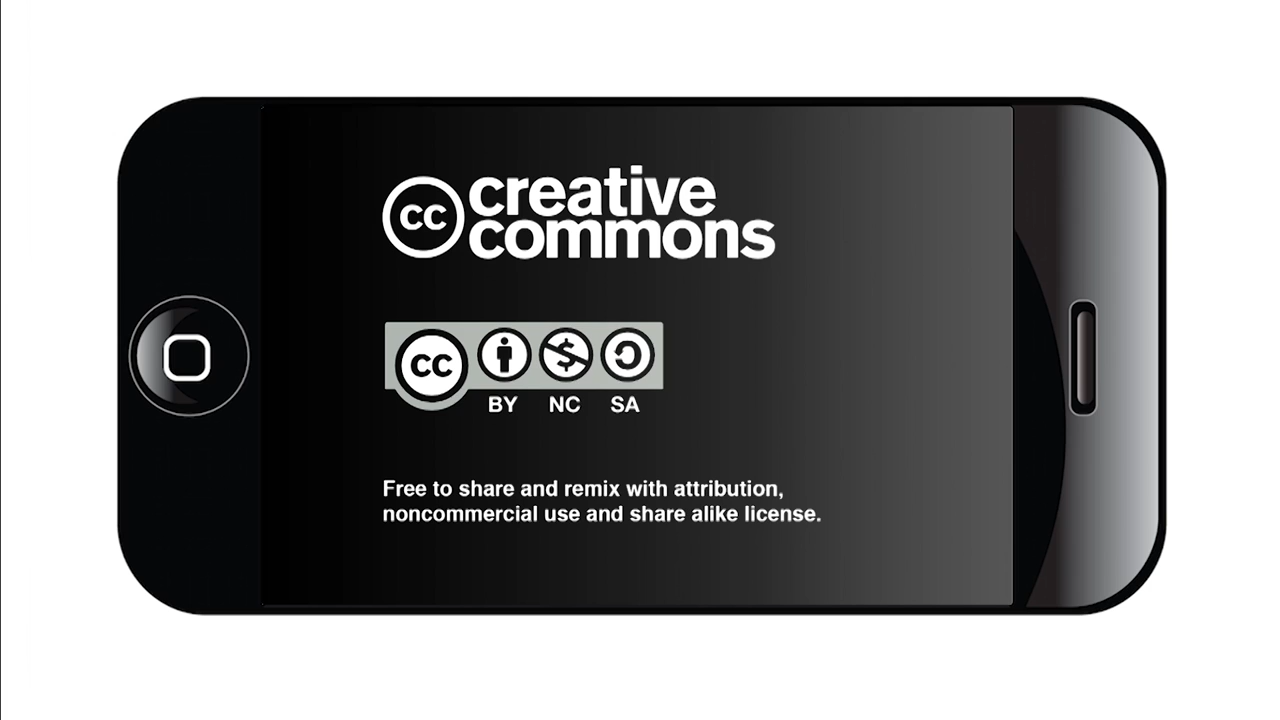 cc creative
commons
cc
BY NC SA
Free to share and remix with attribution,
noncommercial use and share alike license.